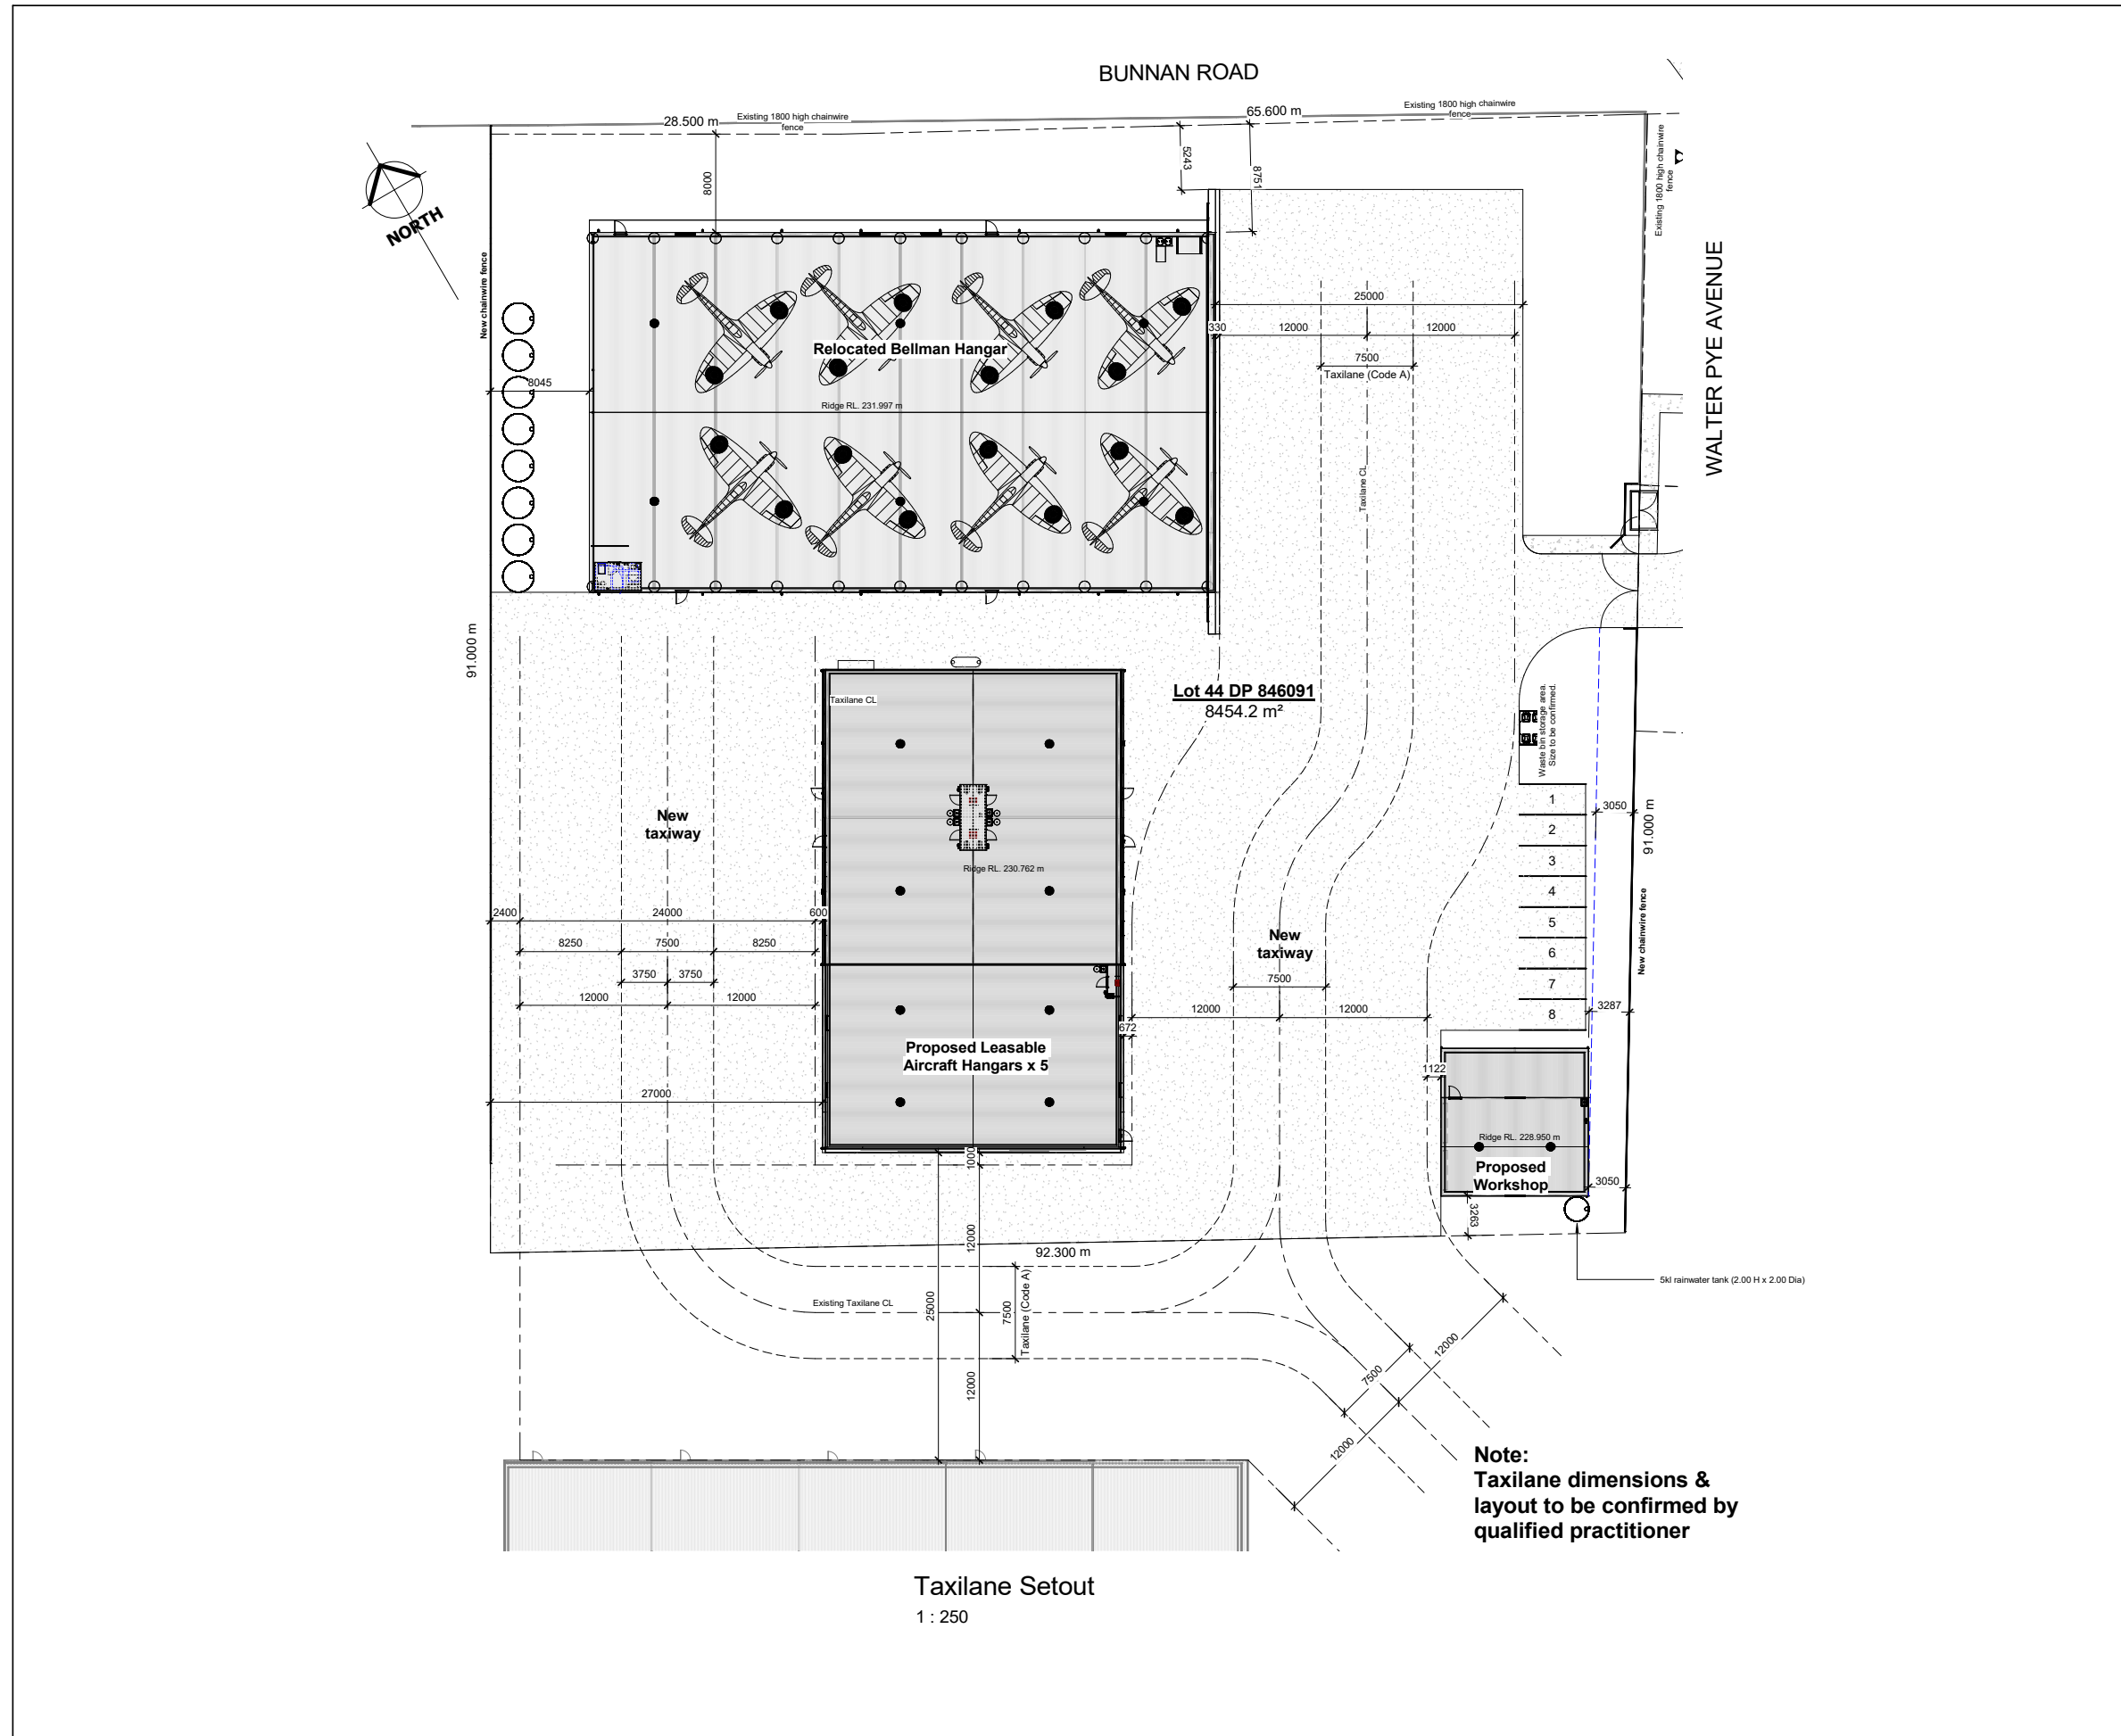 BUNNAN ROAD
28.500 m
Existing 1800 high chainwire
fence
65.600 m
Existing 1800 high chainwire
fence
Existing 1800 high chainwire
fence
WALTER PYE AVENUE
NORTH
New chainwire fence
8000
5243
8751
25000
330
12000
12000
7500
Taxilane (Code A)
Relocated Bellman Hangar
8045
Ridge RL. 231.997 m
Taxilane CL
91.000 m
Lot 44 DP 846091
8454.2 m²
Taxilane CL
Waste bin storage area.
Size to be confirmed.
New
taxiway
1
2
3
4
5
6
7
8
3050
91.000 m
New chainwire fence
Ridge RL. 230.762 m
2400
24000
600
8250
7500
8250
3750
3750
12000
12000
New
taxiway
7500
12000
12000
672
3287
Proposed Leasable
Aircraft Hangars x 5
27000
1122
Ridge RL. 228.950 m
Proposed
Workshop
3050
3263
1000
12000
92.300 m
25000
7500
Taxilane (Code A)
Existing Taxilane CL
5kl rainwater tank (2.00 H x 2.00 Dia)
12000
7500
12000
12000
Note:
Taxilane dimensions &
layout to be confirmed by
qualified practitioner
Taxilane Setout
1 : 250